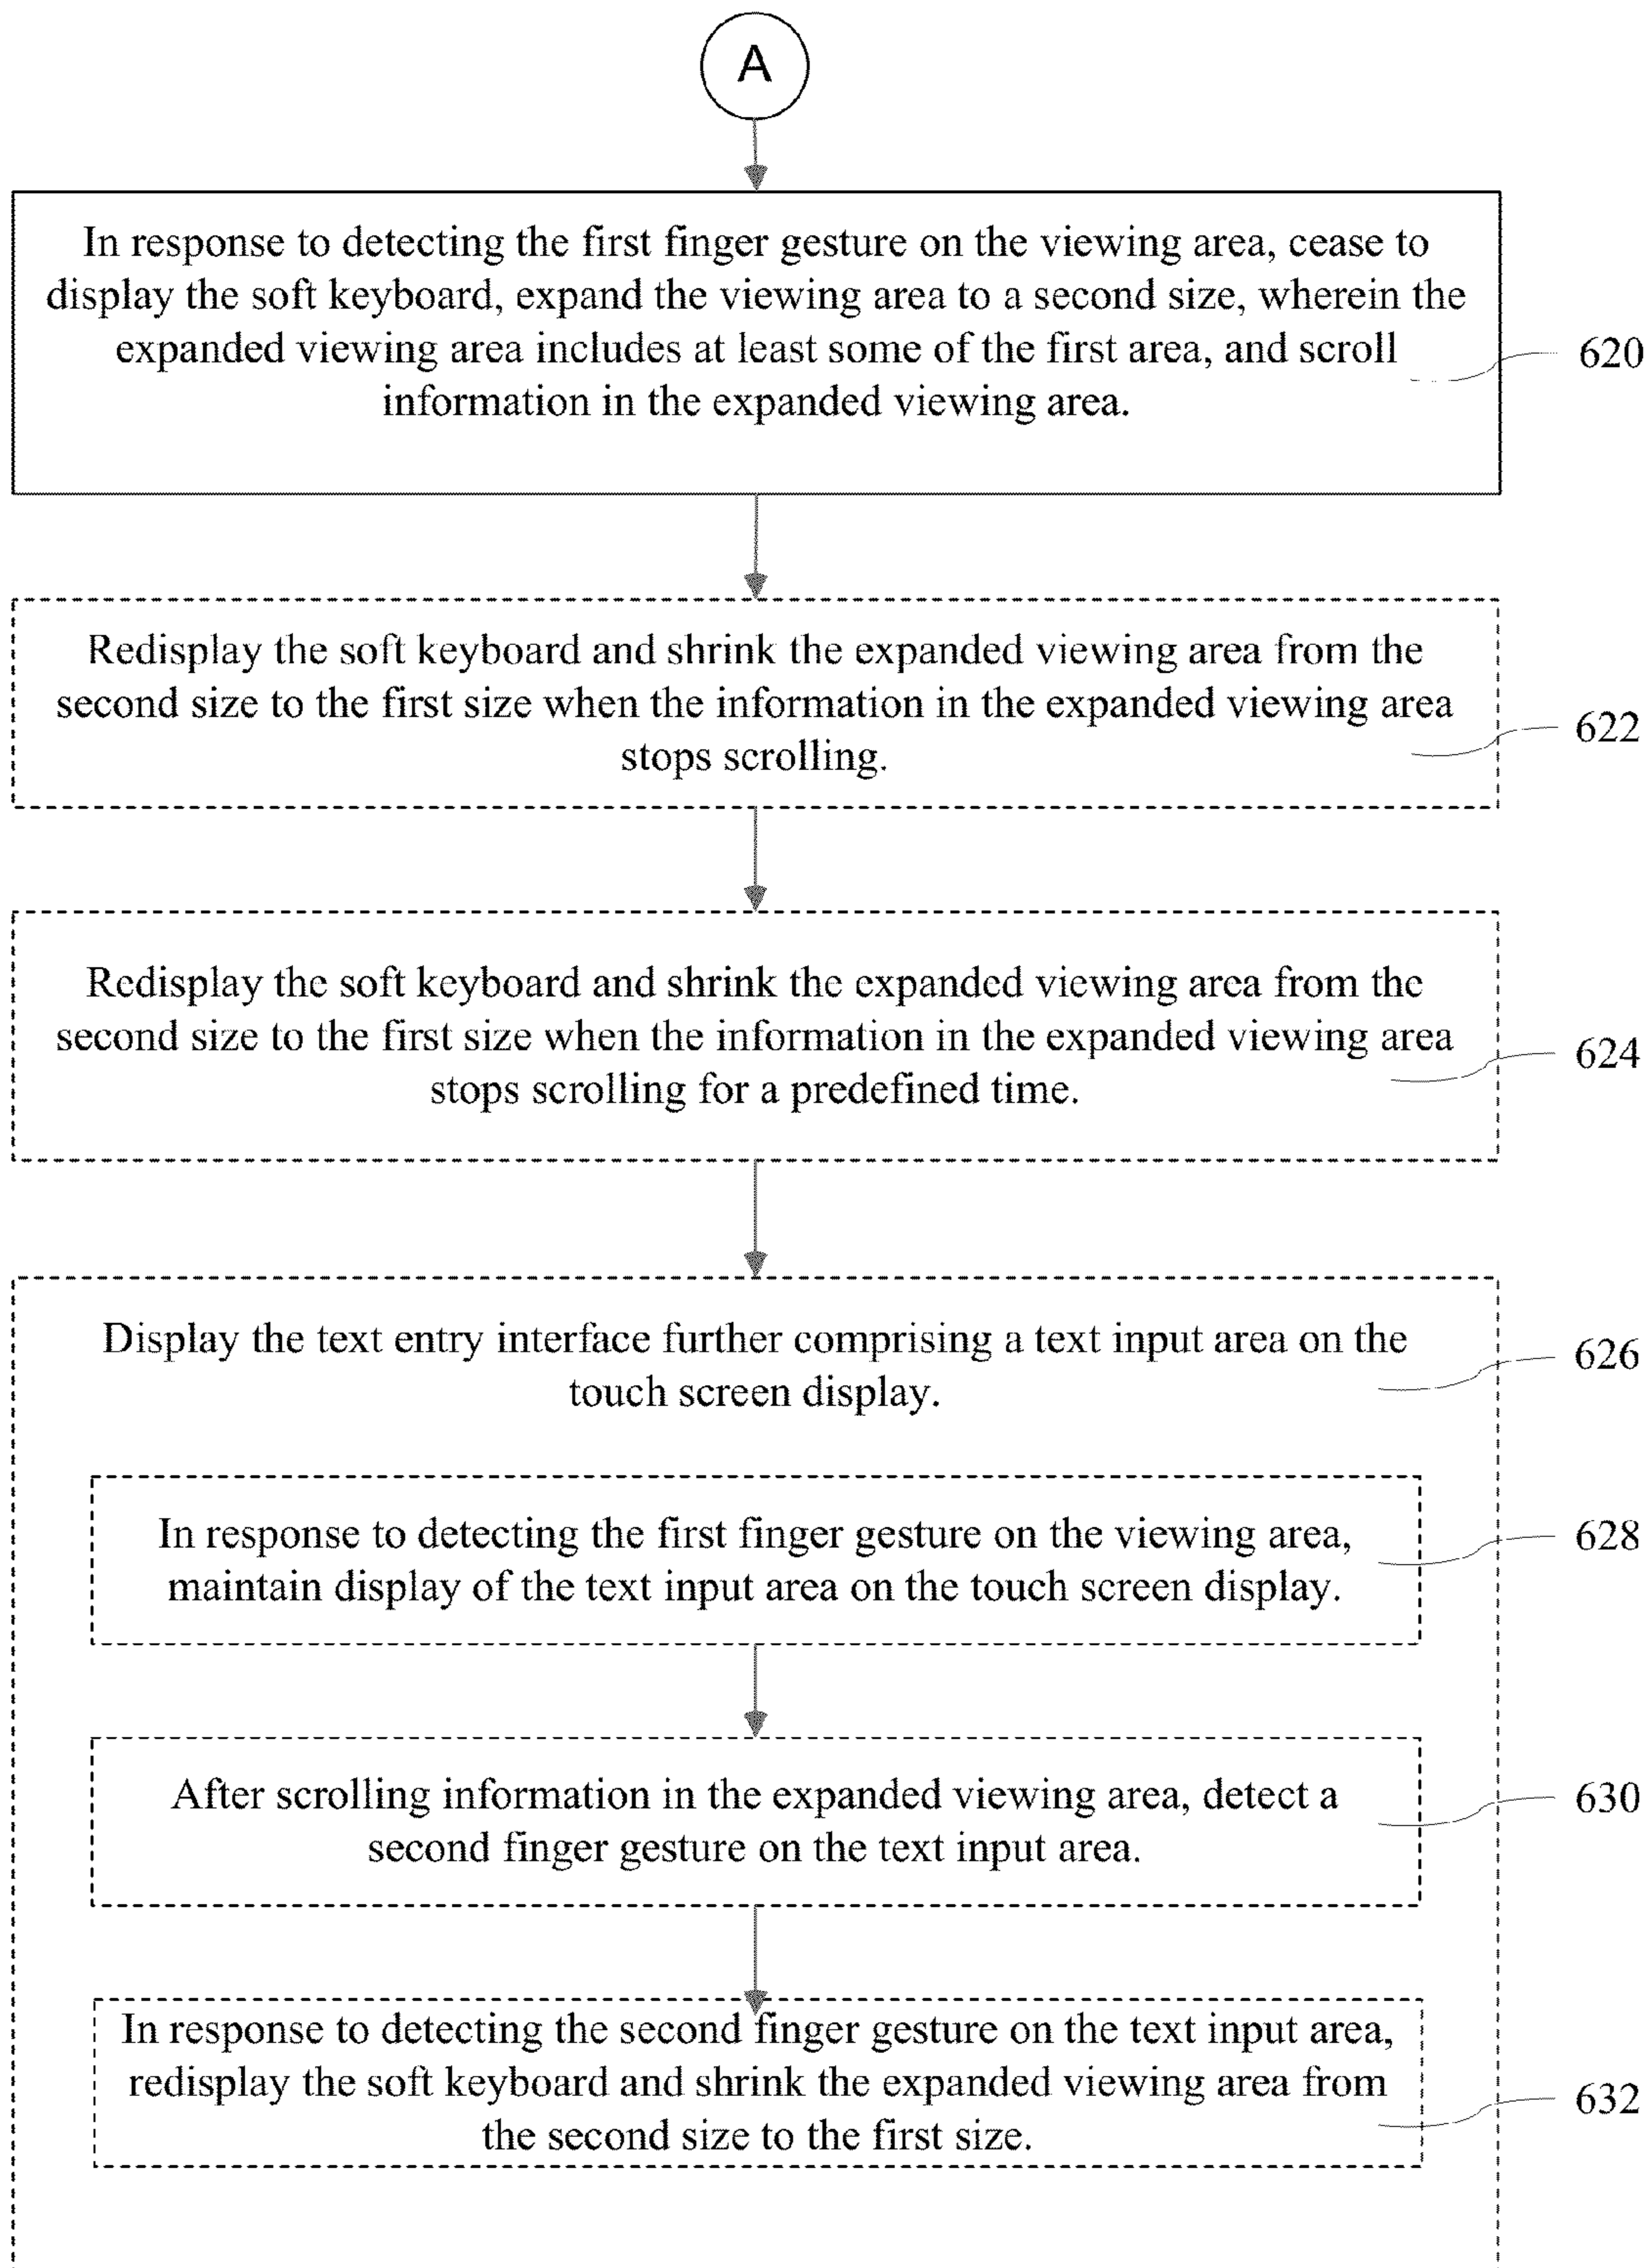 A
In response to detecting the first finger gesture on the viewing area, cease to
display the soft keyboard, expand the viewing area to a second size, wherein the
expanded viewing area includes at least some of the first area, and scroll
information in the expanded viewing area.
620
Redisplay the soft keyboard and shrink the expanded viewing area from the
second size to the first size when the information in the expanded viewing area
stops scrolling.
622
Redisplay the soft keyboard and shrink the expanded viewing area from the
second size to the first size when the information in the expanded viewing area
stops scrolling for a predefined time.
624
Display the text entry interface further comprising a text input area on the
touch screen display.
626
In response to detecting the first finger gesture on the viewing area,
maintain display of the text input area on the touch screen display.
628
After scrolling information in the expanded viewing area, detect a
second finger gesture on the text input area.
630
In response to detecting the second finger gesture on the text input area,
redisplay the soft keyboard and shrink the expanded viewing area from
the second size to the first size.
632